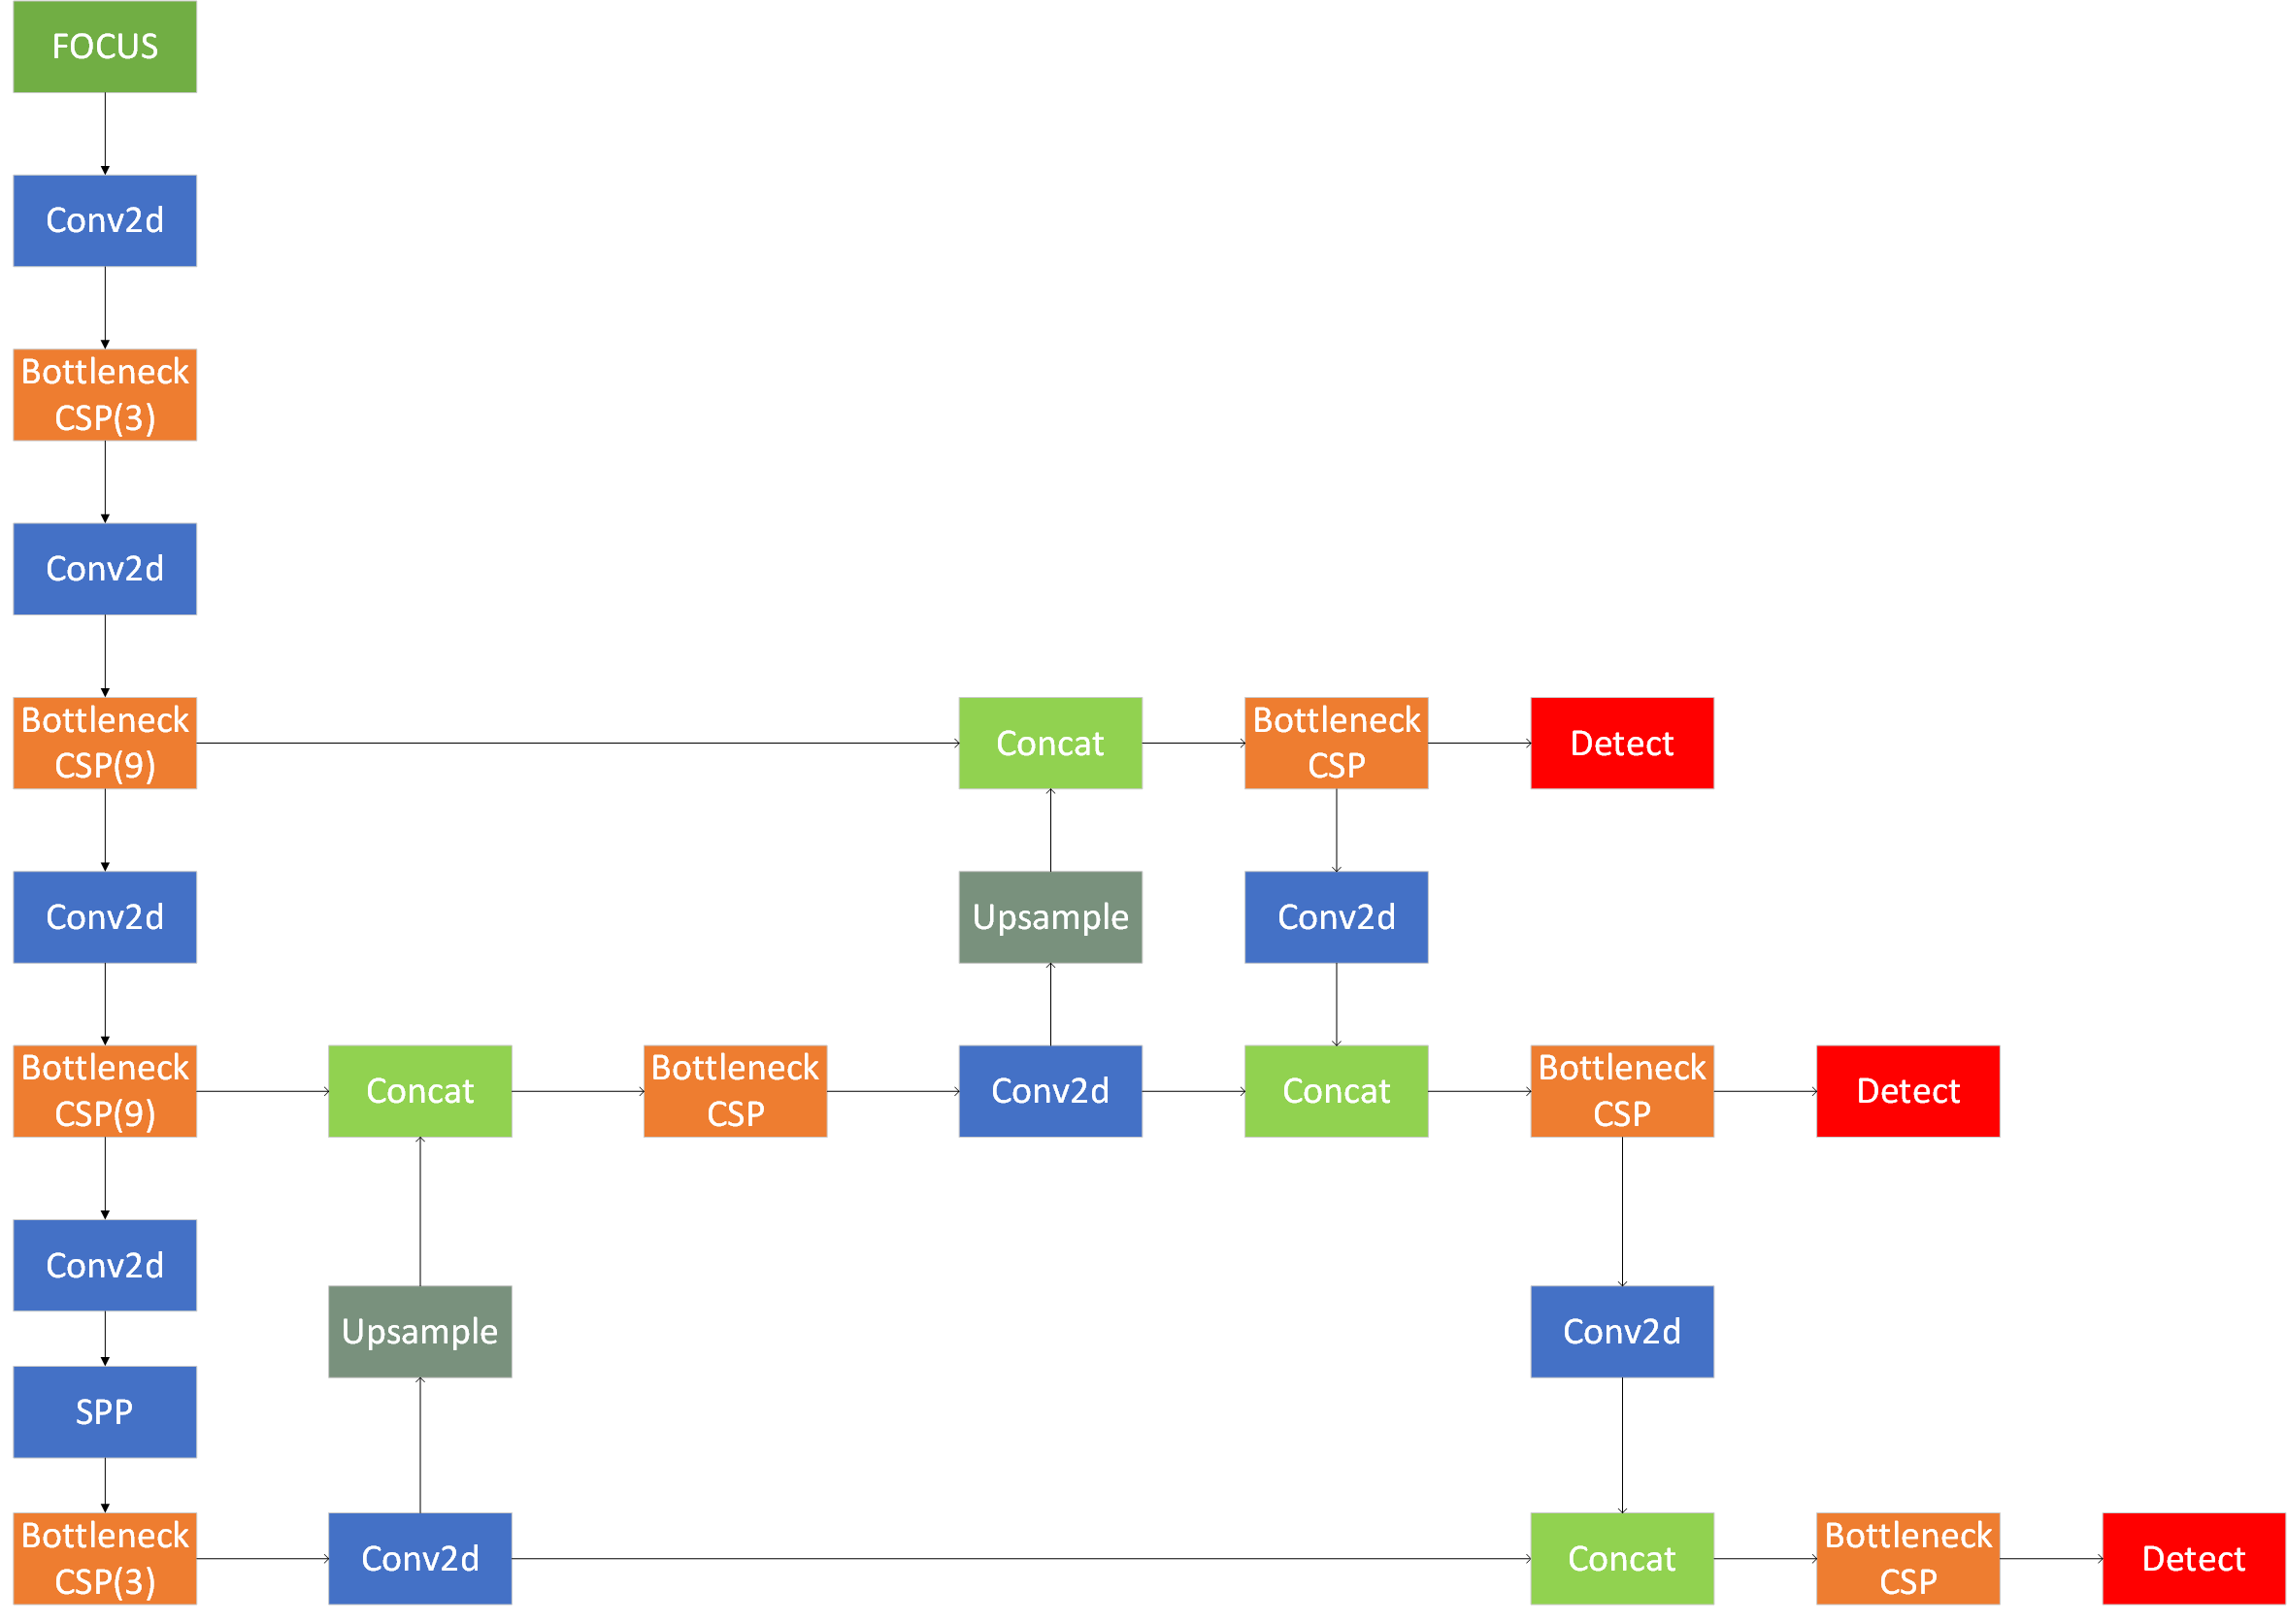 FOCUS
Conv2d
Bottleneck
CSP(3)
Conv2d
Bottleneck
CSP(9)
Concat
Bottleneck
CSP
Detect
Conv2d
Upsample
Conv2d
Bottleneck
CSP(9)
Concat
Bottleneck
CSP
Conv2d
Concat
Bottleneck
CSP
Detect
Conv2d
Upsample
Conv2d
SPP
Bottleneck
CSP(3)
Conv2d
Concat
Bottleneck
CSP
Detect